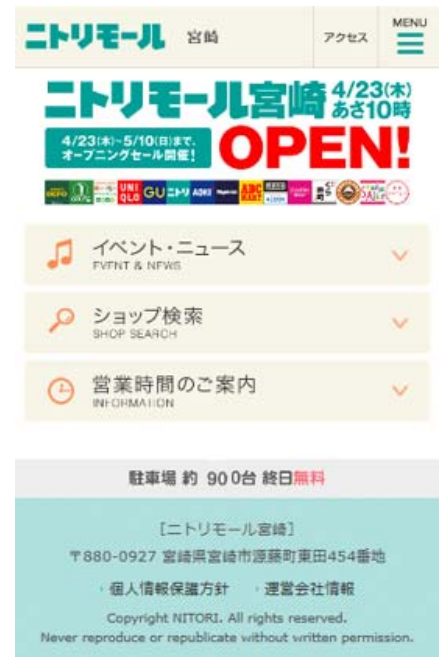 ニトリモール 宮崎
アクセス
MENU
ニトリモール宮崎 4/23(木)
あさ10時
4/23(木)~5/10(日)まで、
オープニングセール開催!
OPEN!
UNI QLO GU ニトリ AOKI ABC MART
イベント・ニュース
EVENT & NEWS
ショップ検索
SHOP SEARCH
営業時間のご案内
INFORMATION
駐車場 約 900台 終日無料
[ニトリモール宮崎]
〒880-0927 宮崎県宮崎市源藤町東田454番地
個人情報保護方針 運営会社情報
Copyright NITORI. All rights reserved.
Never reproduce or republicate without written permission.